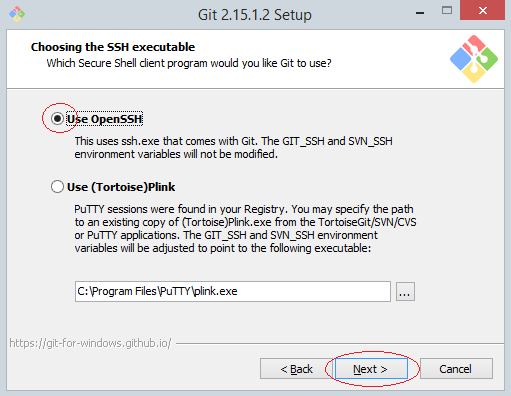 Git 2.15.1.2 Setup
Choosing the SSH executable
Which Secure Shell client program would you like Git to use?
Use OpenSSH
This uses ssh.exe that comes with Git. The GIT_SSH and SVN_SSH
environment variables will not be modified.
Use (Tortoise)Plink
PuTTY sessions were found in your Registry. You may specify the path
to an existing copy of (Tortoise)Plink.exe from the TortoiseGit/SVN/CVS
or PuTTY applications. The GIT_SSH and SVN_SSH environment
variables will be adjusted to point to the following executable:
C:\Program Files\PuTTY\plink.exe
...
https://git-for-windows.github.io/
< Back
Next >
Cancel